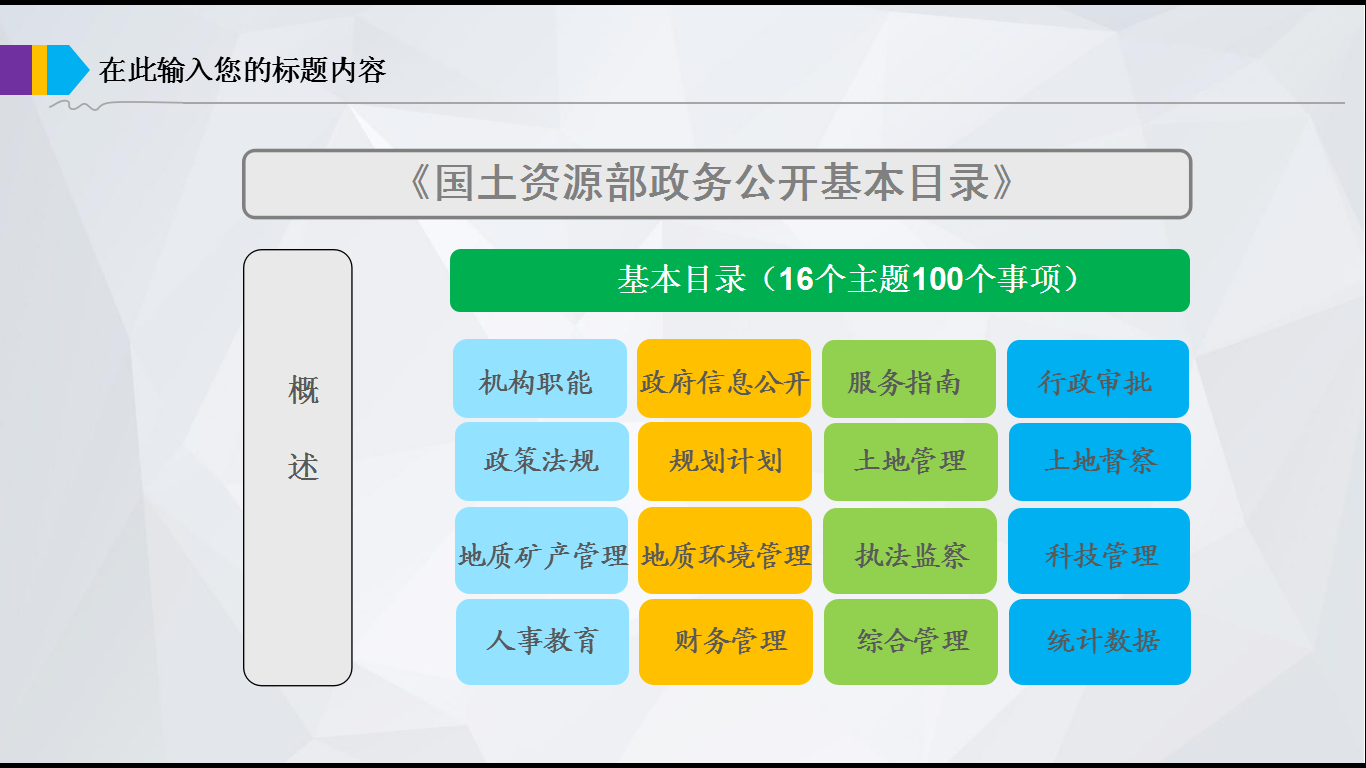 在此输入您的标题内容
《国土资源部政务公开基本目录》
概
述
基本目录（16个主题100个事项）
机构职能 政府信息公开 服务指南 行政审批
政策法规 规划计划 土地管理 土地督察
地质矿产管理 地质环境管理 执法监察 科技管理
人事教育 财务管理 综合管理 统计数据